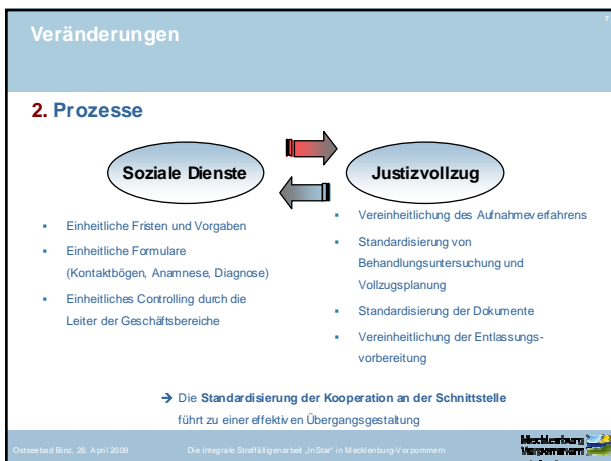 7
Veränderungen
2. Prozesse
Soziale Dienste
Justizvollzug
Einheitliche Fristen und Vorgaben
Einheitliche Formulare
(Kontaktbögen, Anamnese, Diagnose)
Einheitliches Controlling durch die
Leiter der Geschäftsbereiche
Vereinheitlichung des Aufnahmeverfahrens
Standardisierung von
Behandlungsuntersuchung und
Vollzugsplanung
Standardisierung der Dokumente
Vereinheitlichung der Entlassungs-
vorbereitung
→ Die Standardisierung der Kooperation an der Schnittstelle
führt zu einer effektiven Übergangsgestaltung
Ostseebad Binz, 28. April 2009
Die Integrale Straffälligenarbeit „InStar“ in Mecklenburg-Vorpommern
Mecklenburg
Vorpommern